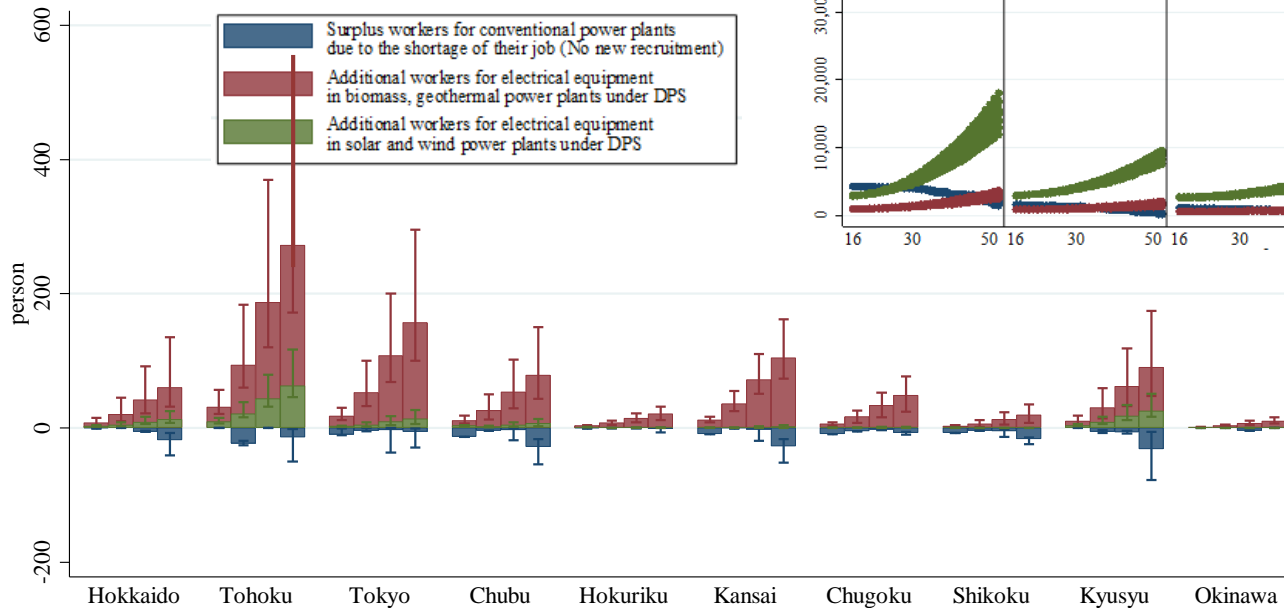 600
400
200
0
-200
person
Surplus workers for conventional power plants
due to the shortage of their job (No new recruitment)
Additional workers for electrical equipment
in biomass, geothermal power plants under DPS
Additional workers for electrical equipment
in solar and wind power plants under DPS
20,000
10,000
0
16 30 50 16 30 50 16 30
Hokkaido Tohoku Tokyo Chubu Hokuriku Kansai Chugoku Shikoku Kyusyu Okinawa